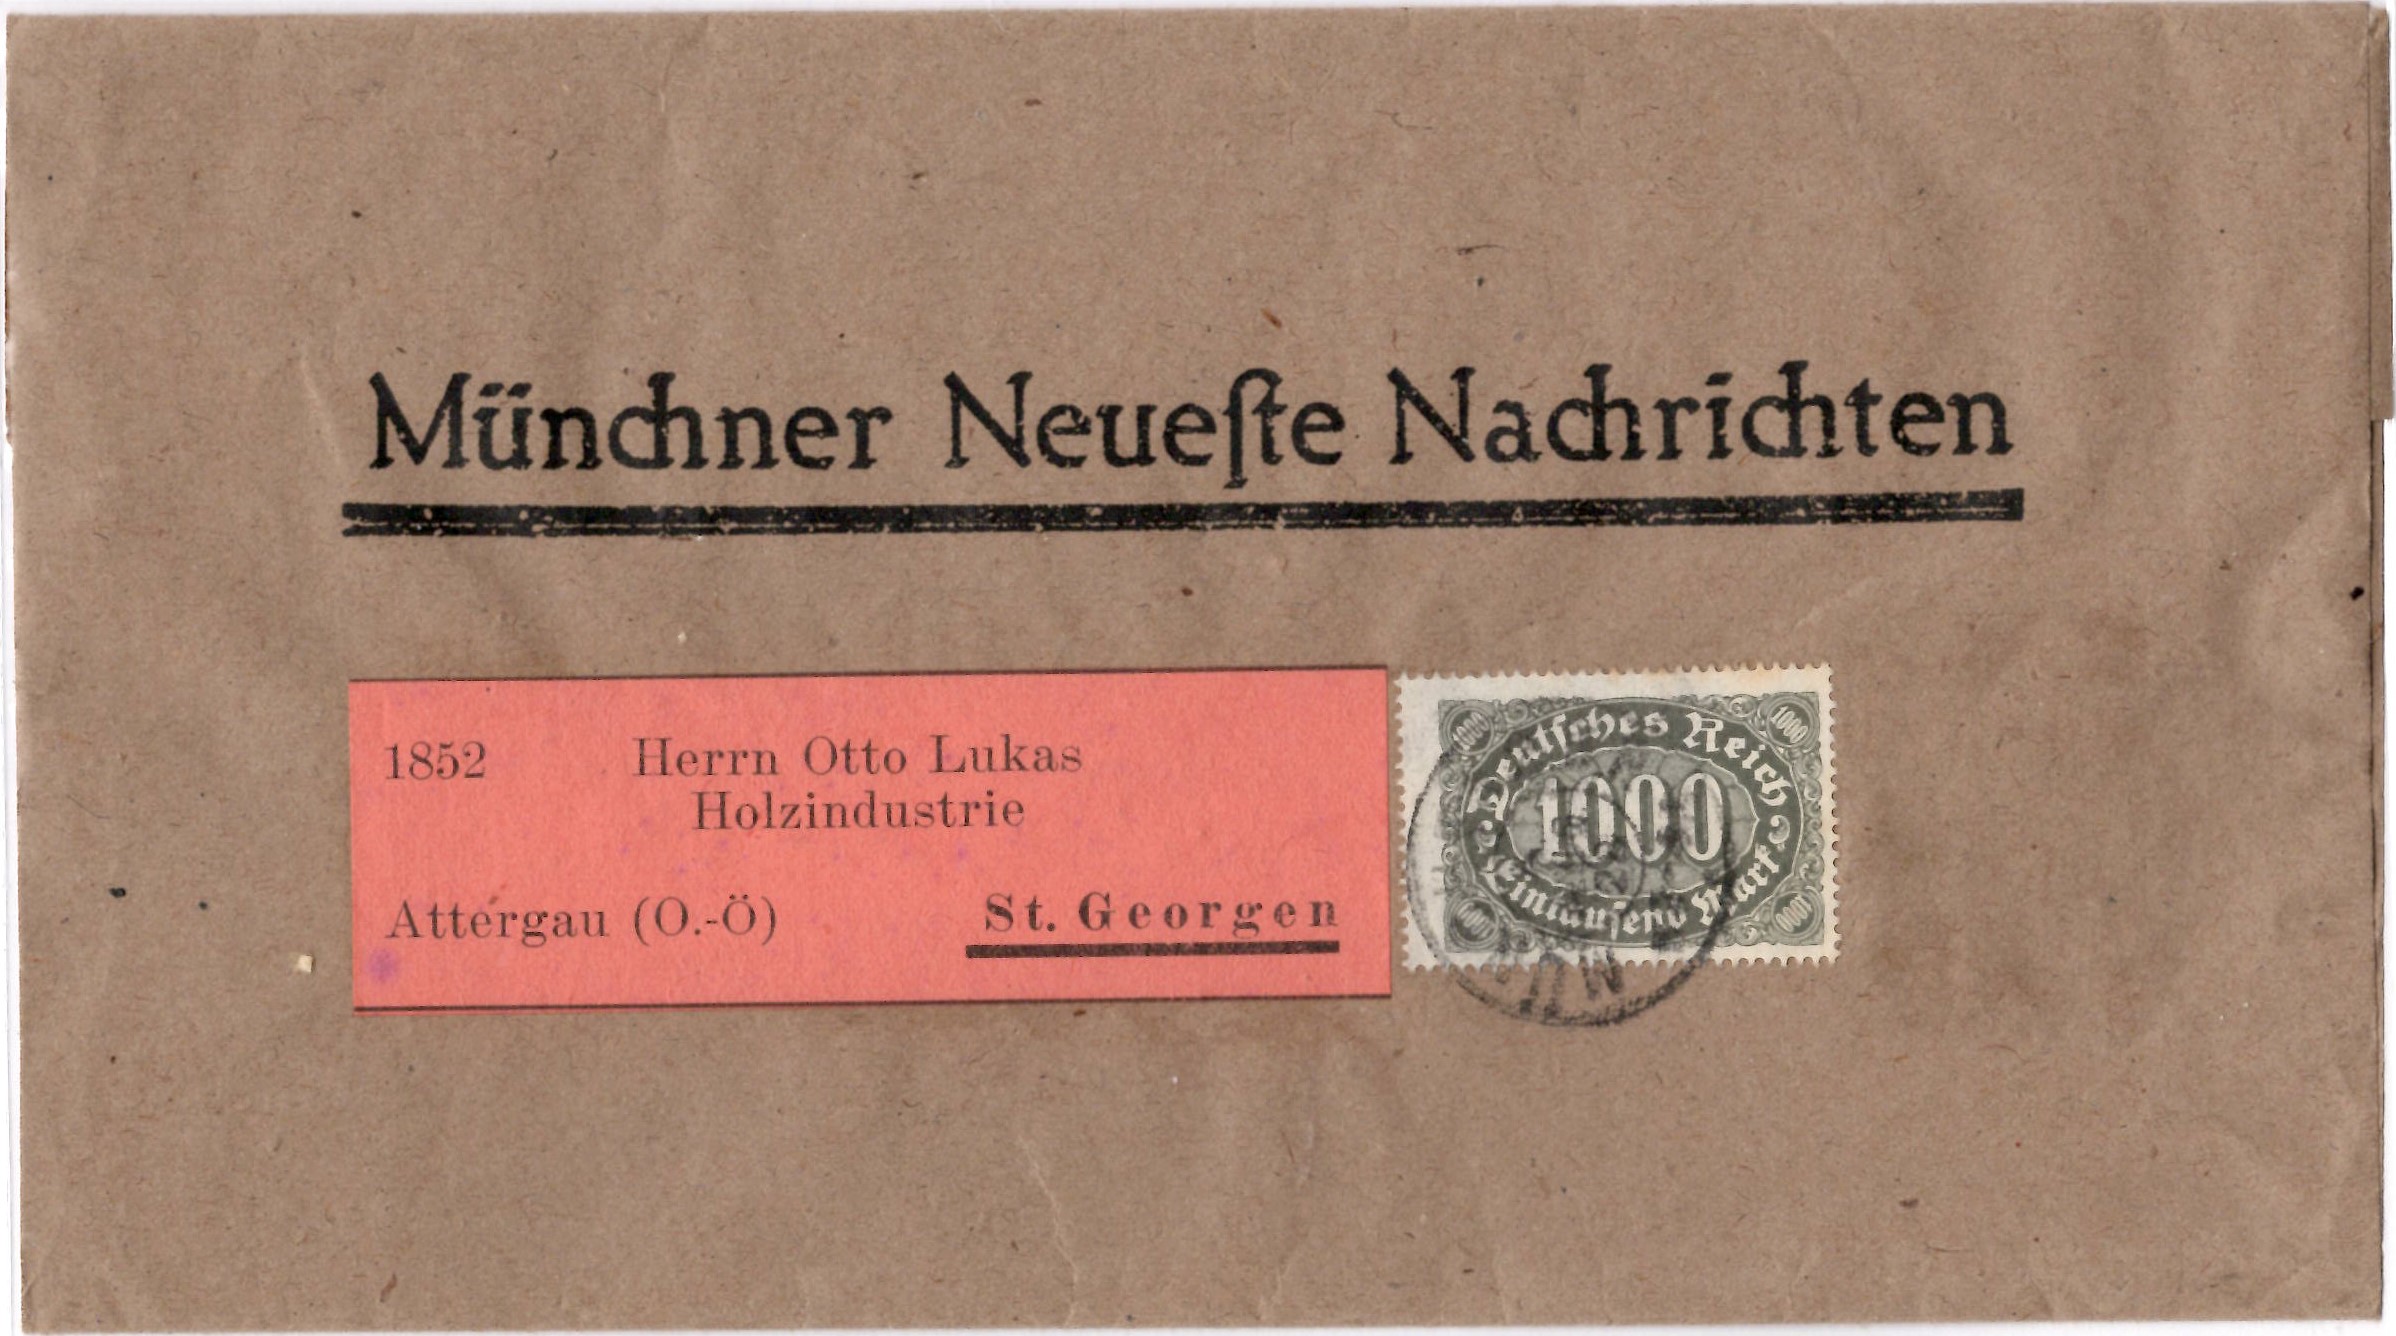 Münchner Neueſte Nachrichten
1852 Herrn Otto Lukas
Holzindustrie
Attergau (O.-Ö) St. Georgen
1000 1000
Deutsches Reich
1000
Eintausend Mark
1000 1000